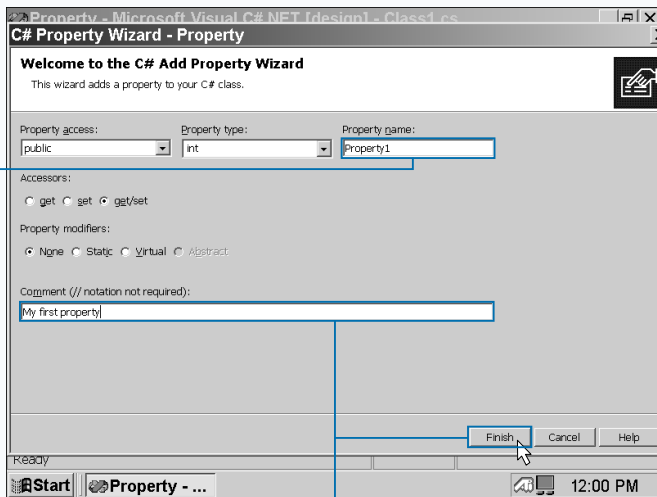 Property - Microsoft Visual C# .NET [design] - Class1.cs
C# Property Wizard - Property
Welcome to the C# Add Property Wizard
This wizard adds a property to your C# class.
Property access: Property type: Property name:
public int Property1
Accessors:
get set get/set
Property modifiers:
None Static Virtual Abstract
Comment (// notation not required):
My first property
Finish Cancel Help
Ready
Start Property - ... 12:00 PM